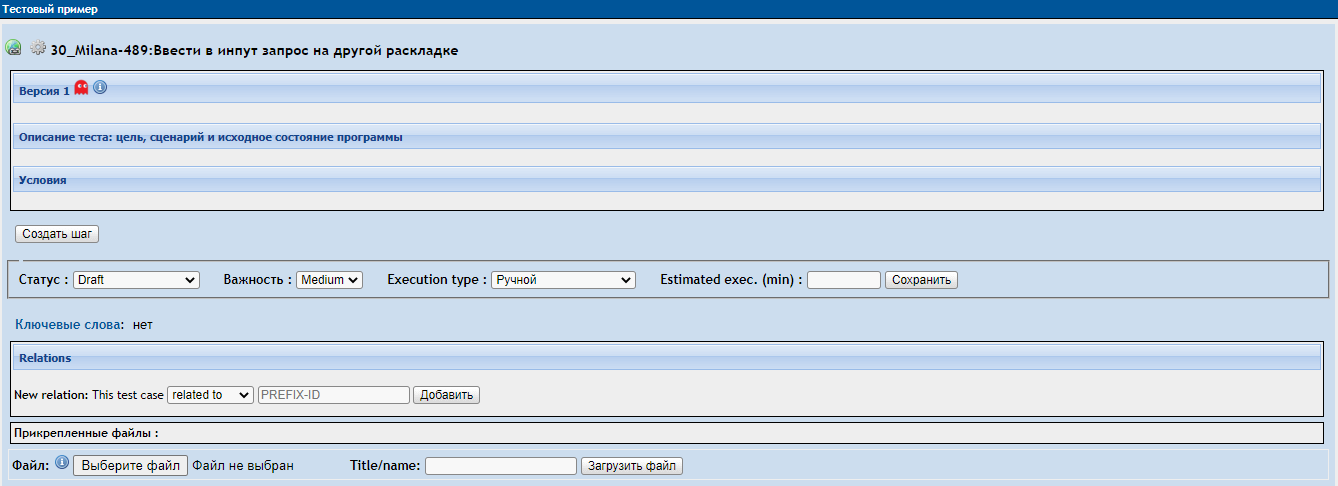 Тестовый пример
30_Milana-489:Ввести в инпут запрос на другой раскладке
Версия 1
Описание теста: цель, сценарий и исходное состояние программы
Условия
Создать шаг
Статус : Draft Важность : Medium Execution type : Ручной Estimated exec. (min) : Сохранить
Ключевые слова: нет
Relations
New relation: This test case related to PREFIX-ID Добавить
Прикрепленные файлы :
Файл: Выберите файл Файл не выбран Title/name: Загрузить файл